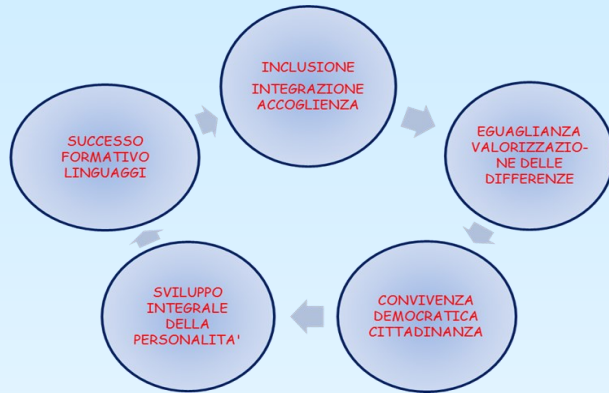 INCLUSIONE
INTEGRAZIONE
ACCOGLIENZA
EGUAGLIANZA
VALORIZZAZIO-
NE DELLE
DIFFERENZE
CONVIVENZA
DEMOCRATICA
CITTADINANZA
SVILUPPO
INTEGRALE
DELLA
PERSONALITA'
SUCCESSO
FORMATIVO
LINGUAGGI